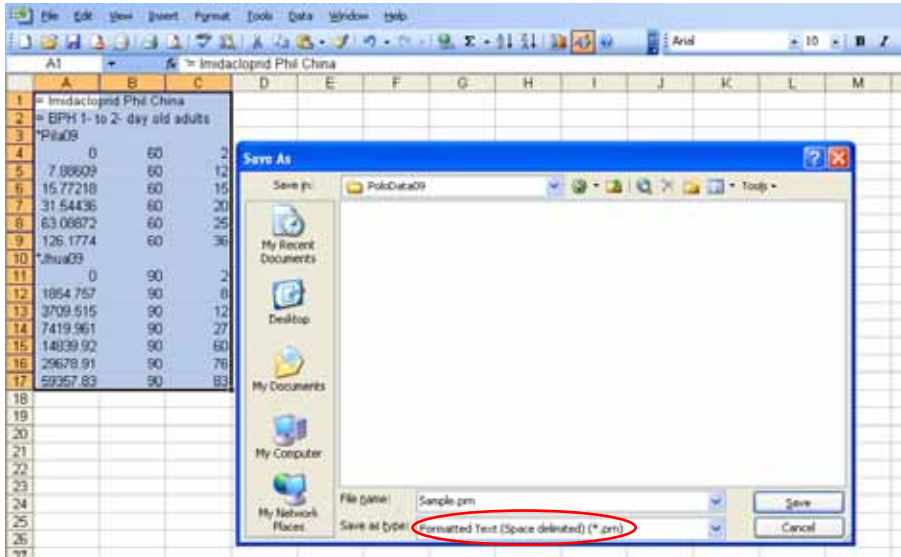 File Edit View Insert Format Tools Data Window Help
Σ Arial 10 B I
A1 fx '= Imidacloprid Phil China
A B C D E F G H I J K L M
1 = Imidacloprid Phil China
2 = BPH 1- to 2- day old adults
3 *Pila09
4 0 60 2
5 7.88609 60 12
6 15.77218 60 15
7 31.54436 60 20
8 63.08872 60 25
9 126.1774 60 36
10 *Jhua09
11 0 90 2
12 1854.757 90 8
13 3709.515 90 12
14 7419.961 90 27
15 14839.92 90 60
16 29678.91 90 76
17 59357.83 90 83
18
19
20
21
22
23
24
25
26
27
Save As
Save in: PoloData09 Tools
My Recent Documents
Desktop
My Documents
My Computer
My Network Places
File name: Sample.prn Save
Save as type: Formatted Text (Space delimited) (*.prn) Cancel